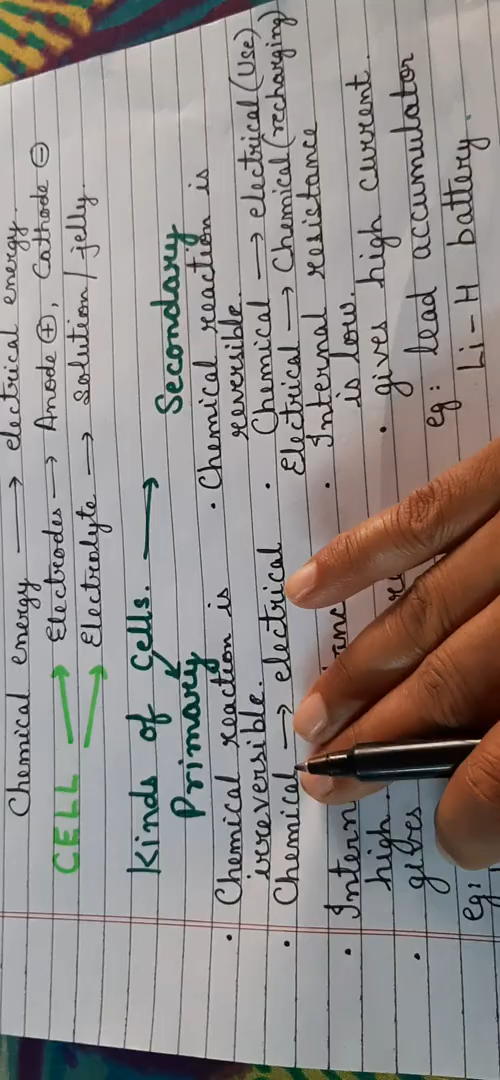 Chemical energy → electrical energy.
CELL → Electrodes → Anode ⊕, Cathode ⊖
→ Electrolyte → Solution/jelly.
Kinds of Cells. →
Primary
• Chemical reaction is
irreversible.
• Chemical → electrical
• Intern
high.
• gives
eg:
Secondary
• Chemical reaction is
reversible.
• Chemical → electrical (Use)
Electrical → Chemical (recharging)
• Internal resistance
is low.
• gives high current.
eg: lead accumulator
Li-H battery.